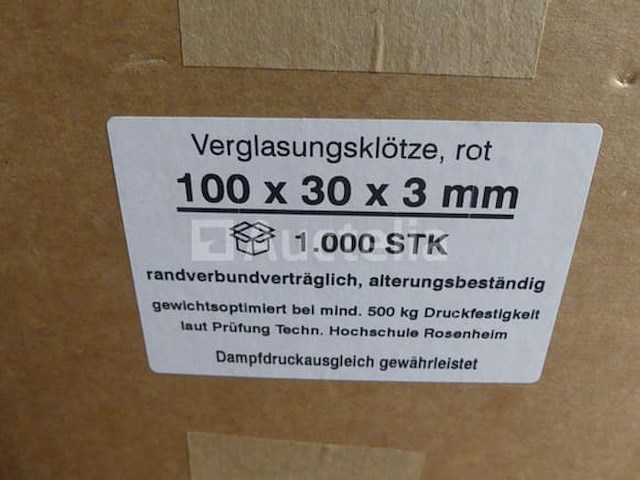 Verglasungsklötze, rot
100 x 30 x 3 mm
1.000 STK
Auctelia
randverbundverträglich, alterungsbeständig
gewichtsoptimiert bei mind. 500 kg Druckfestigkeit
laut Prüfung Techn. Hochschule Rosenheim
Dampfdruckausgleich gewährleistet